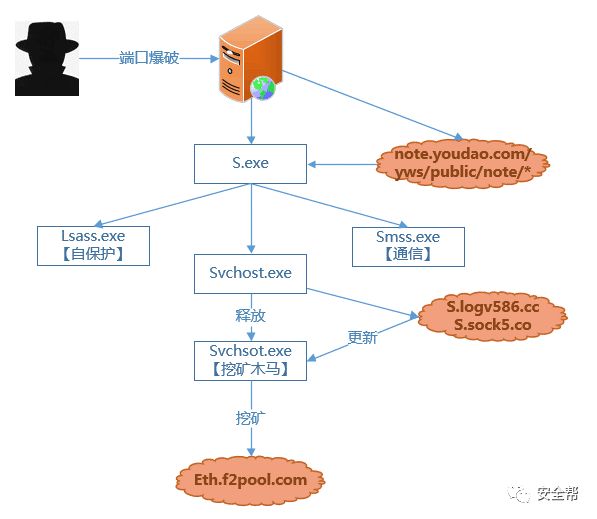 端口爆破
S.exe
note.youdao.com/
yws/public/note/*
Lsass.exe
【自保护】
Svchost.exe
Smss.exe
【通信】
释放
S.logv586.cc
S.sock5.co
更新
Svchsot.exe
【挖矿木马】
挖矿
Eth.f2pool.com
安全帮